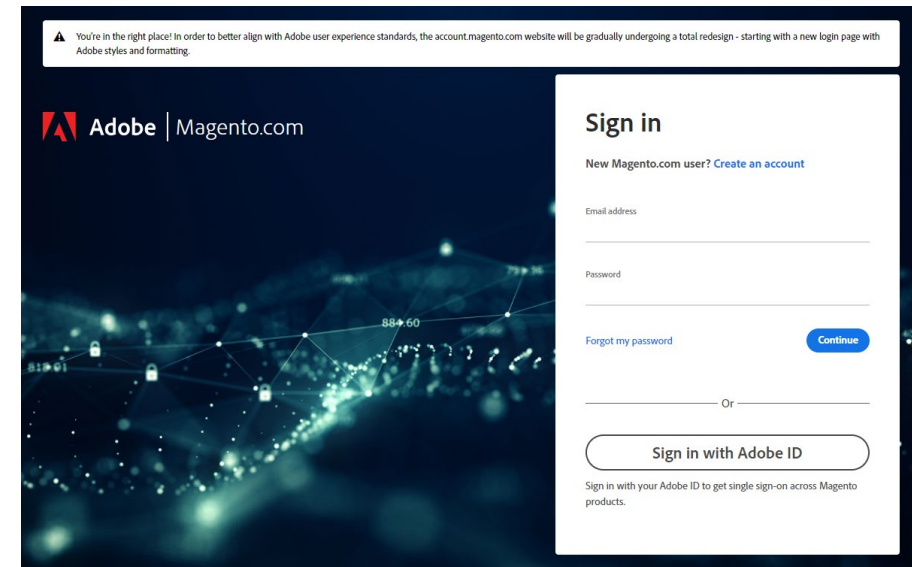 You're in the right place! In order to better align with Adobe user experience standards, the account.magento.com website will be gradually undergoing a total redesign - starting with a new login page with
Adobe styles and formatting.
Adobe | Magento.com
Sign in
New Magento.com user? Create an account
Email address
Password
884.60
Forgot my password
Continue
Or
Sign in with Adobe ID
Sign in with your Adobe ID to get single sign-on across Magento
products.